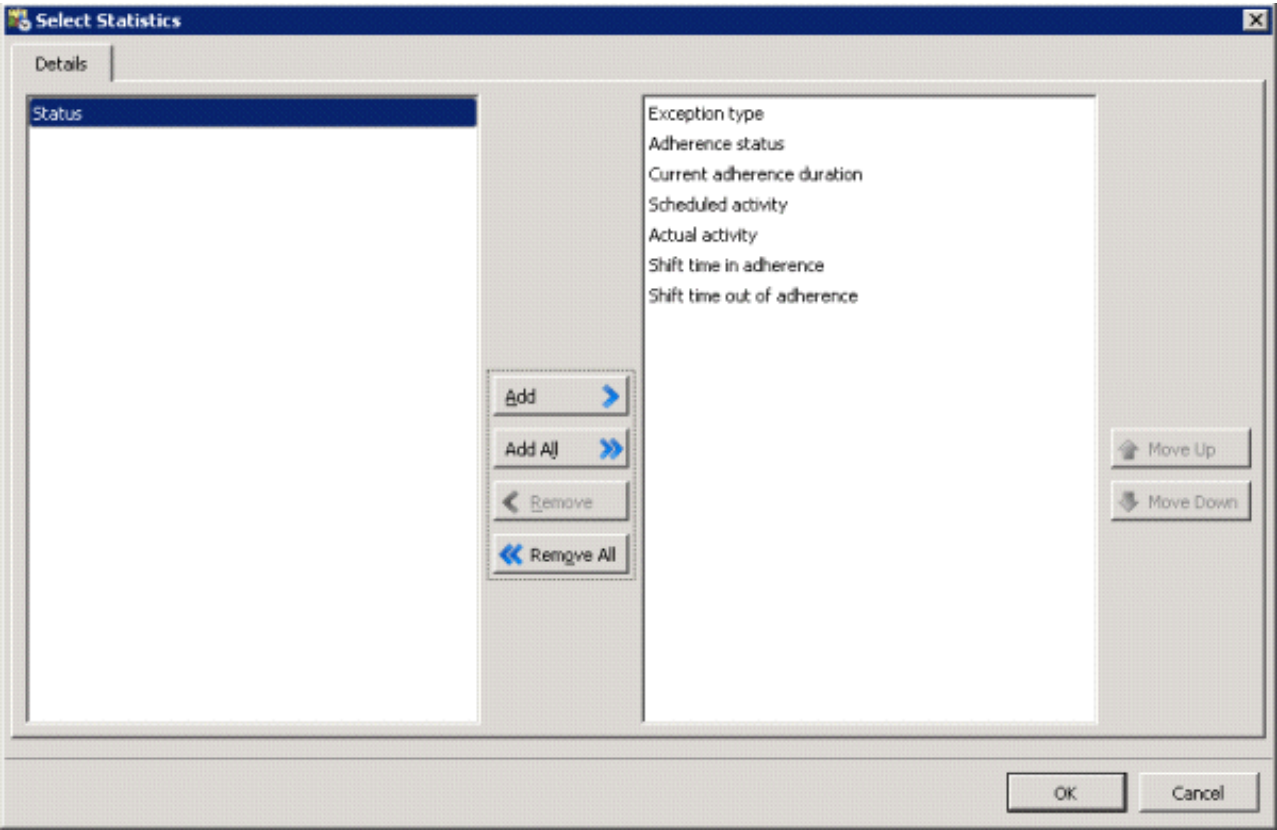 Select Statistics
Details
Status
Exception type
Adherence status
Current adherence duration
Scheduled activity
Actual activity
Shift time in adherence
Shift time out of adherence
Add
Add All
Remove
Remove All
Move Up
Move Down
OK
Cancel